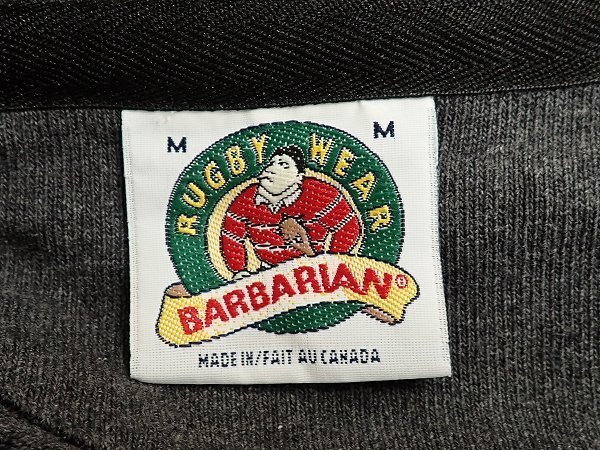 M M
RUGBY WEAR
BARBARIAN®
MADE IN/FAIT AU CANADA